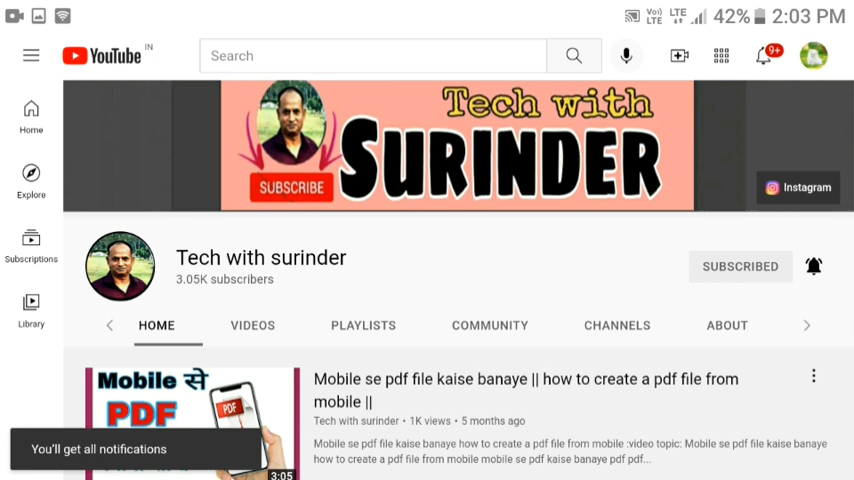 Voi) LTE LTE 42% 2:03 PM
YouTube IN
Search
9+
Tech with
SURINDER
SUBSCRIBE
Instagram
Home
Explore
Subscriptions
Library
Tech with surinder
3.05K subscribers
SUBSCRIBED
HOME VIDEOS PLAYLISTS COMMUNITY CHANNELS ABOUT
Mobile से
PDF
PDF
3:05
Mobile se pdf file kaise banaye || how to create a pdf file from
mobile ||
Tech with surinder • 1K views • 5 months ago
Mobile se pdf file kaise banaye how to create a pdf file from mobile :video topic: Mobile se pdf file kaise banaye
how to create a pdf file from mobile mobile se pdf kaise banaye pdf pdf...
You'll get all notifications